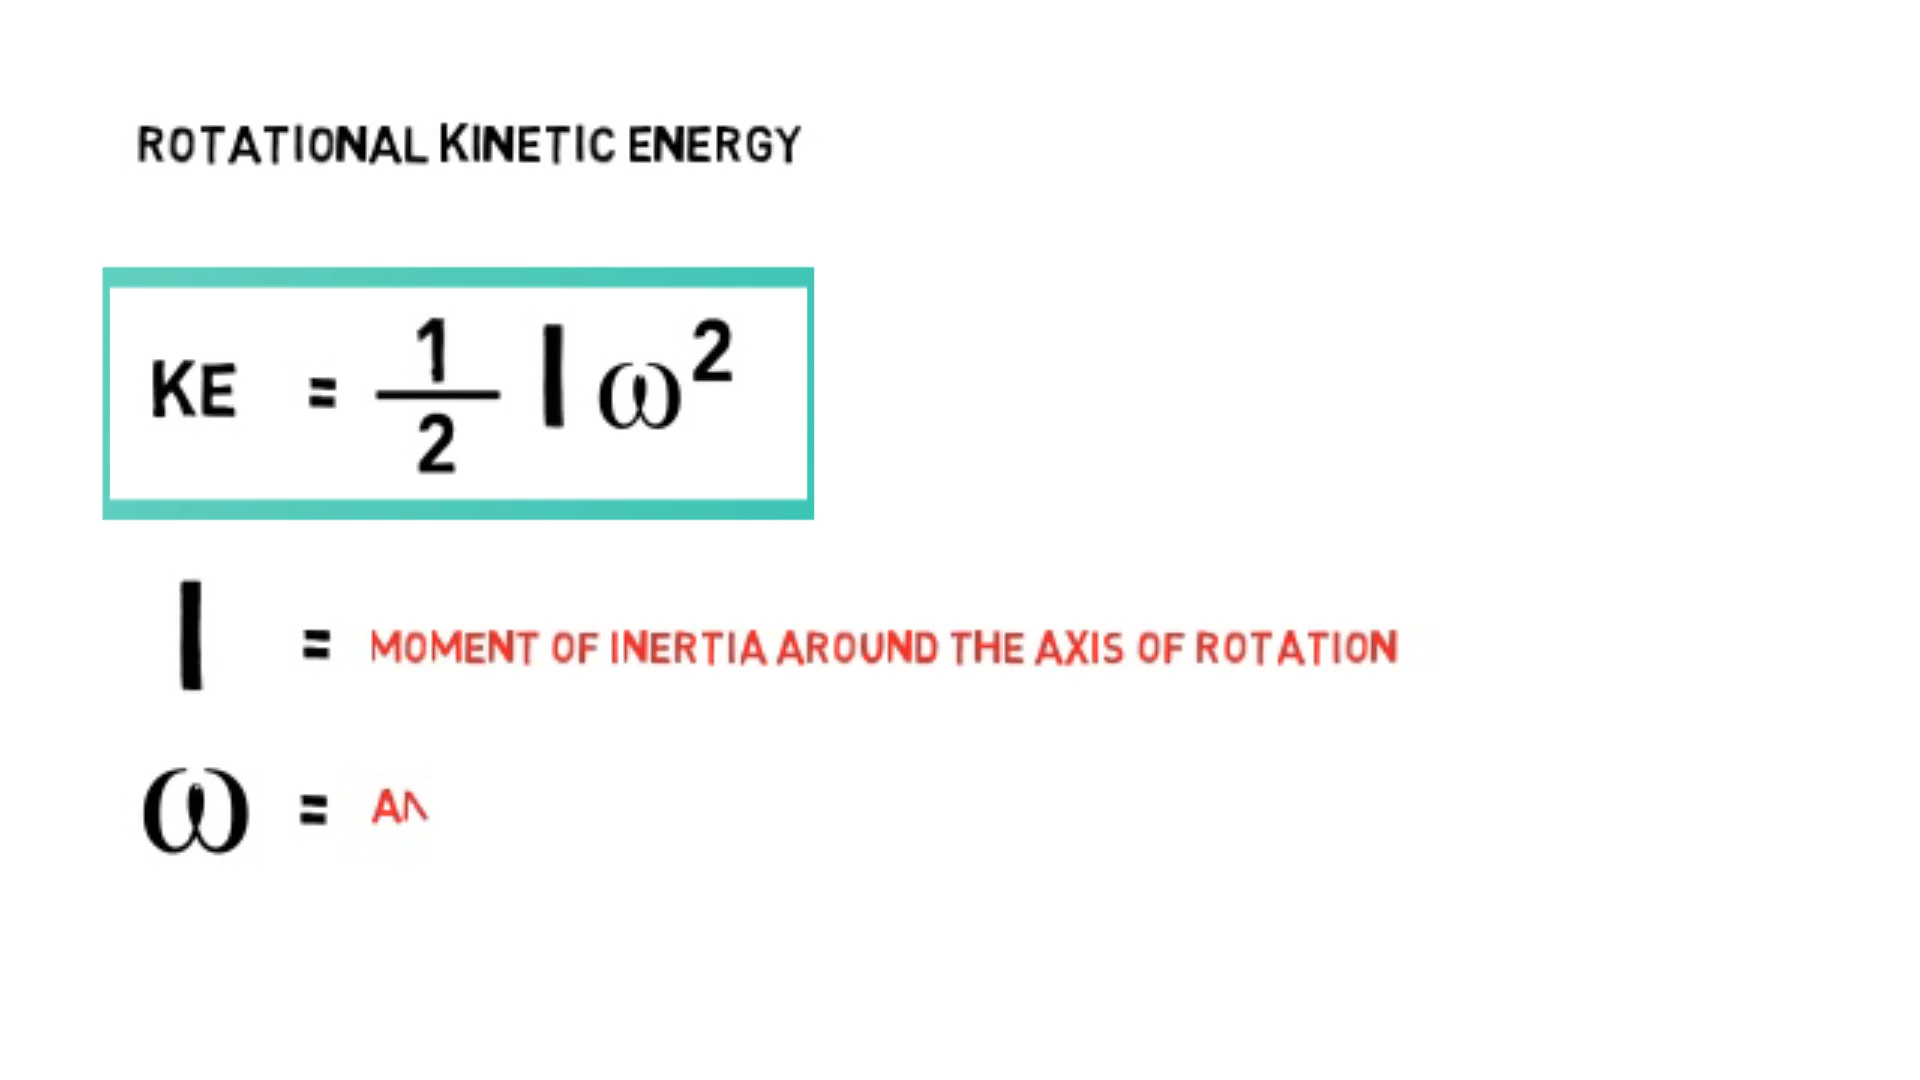 ROTATIONAL KINETIC ENERGY
KE = 1/2 I ω²
I = MOMENT OF INERTIA AROUND THE AXIS OF ROTATION
ω =